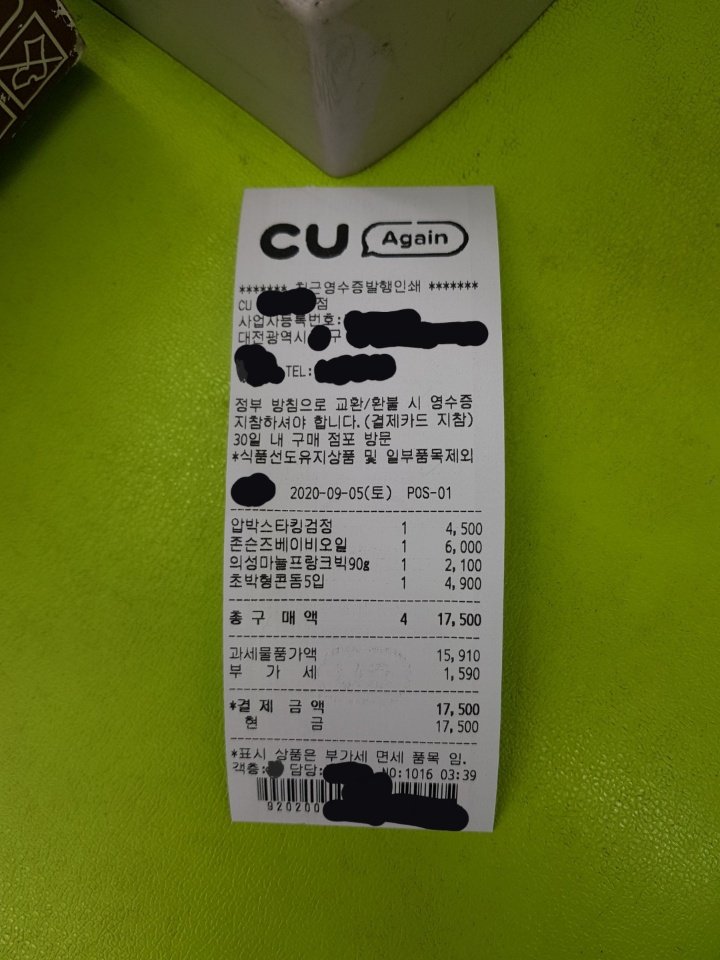 CU Again
******* 최근영수증발행인쇄 *******
CU 점
사업자등록번호:
대전광역시 구
TEL:
정부 방침으로 교환/환불 시 영수증
지참하셔야 합니다.(결제카드 지참)
30일 내 구매 점포 방문
*식품선도유지상품 및 일부품목제외
2020-09-05(토) POS-01
압박스타킹검정 1 4,500
존슨즈베이비오일 1 6,000
의성마늘프랑크빅90g 1 2,100
초박형콘돔5입 1 4,900
총 구 매 액 4 17,500
과세물품가액 15,910
부 가 세 1,590
*결 제 금 액 17,500
현 금 17,500
*표시 상품은 부가세 면세 품목 임.
객층: 담당: NO:1016 03:39
920200